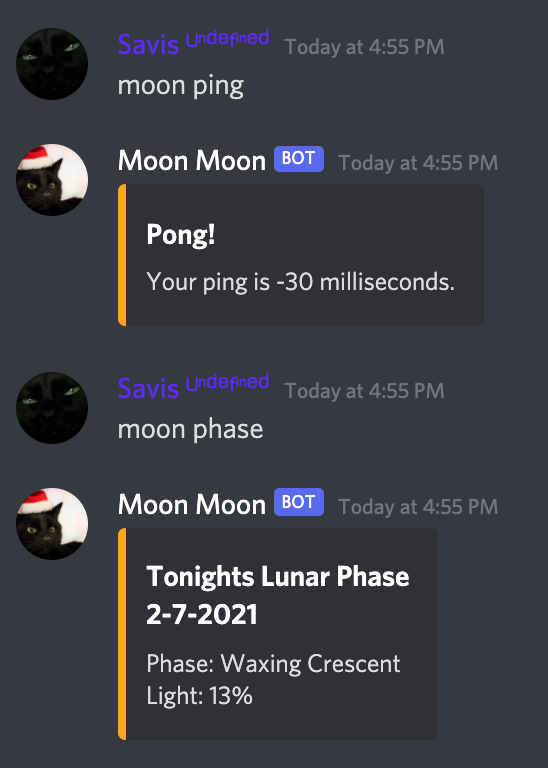 Savis ᵁⁿᵈᵉᶠⁱⁿᵉᵈ Today at 4:55 PM
moon ping
Moon Moon BOT Today at 4:55 PM
Pong!
Your ping is -30 milliseconds.
Savis ᵁⁿᵈᵉᶠⁱⁿᵉᵈ Today at 4:55 PM
moon phase
Moon Moon BOT Today at 4:55 PM
Tonights Lunar Phase
2-7-2021
Phase: Waxing Crescent
Light: 13%